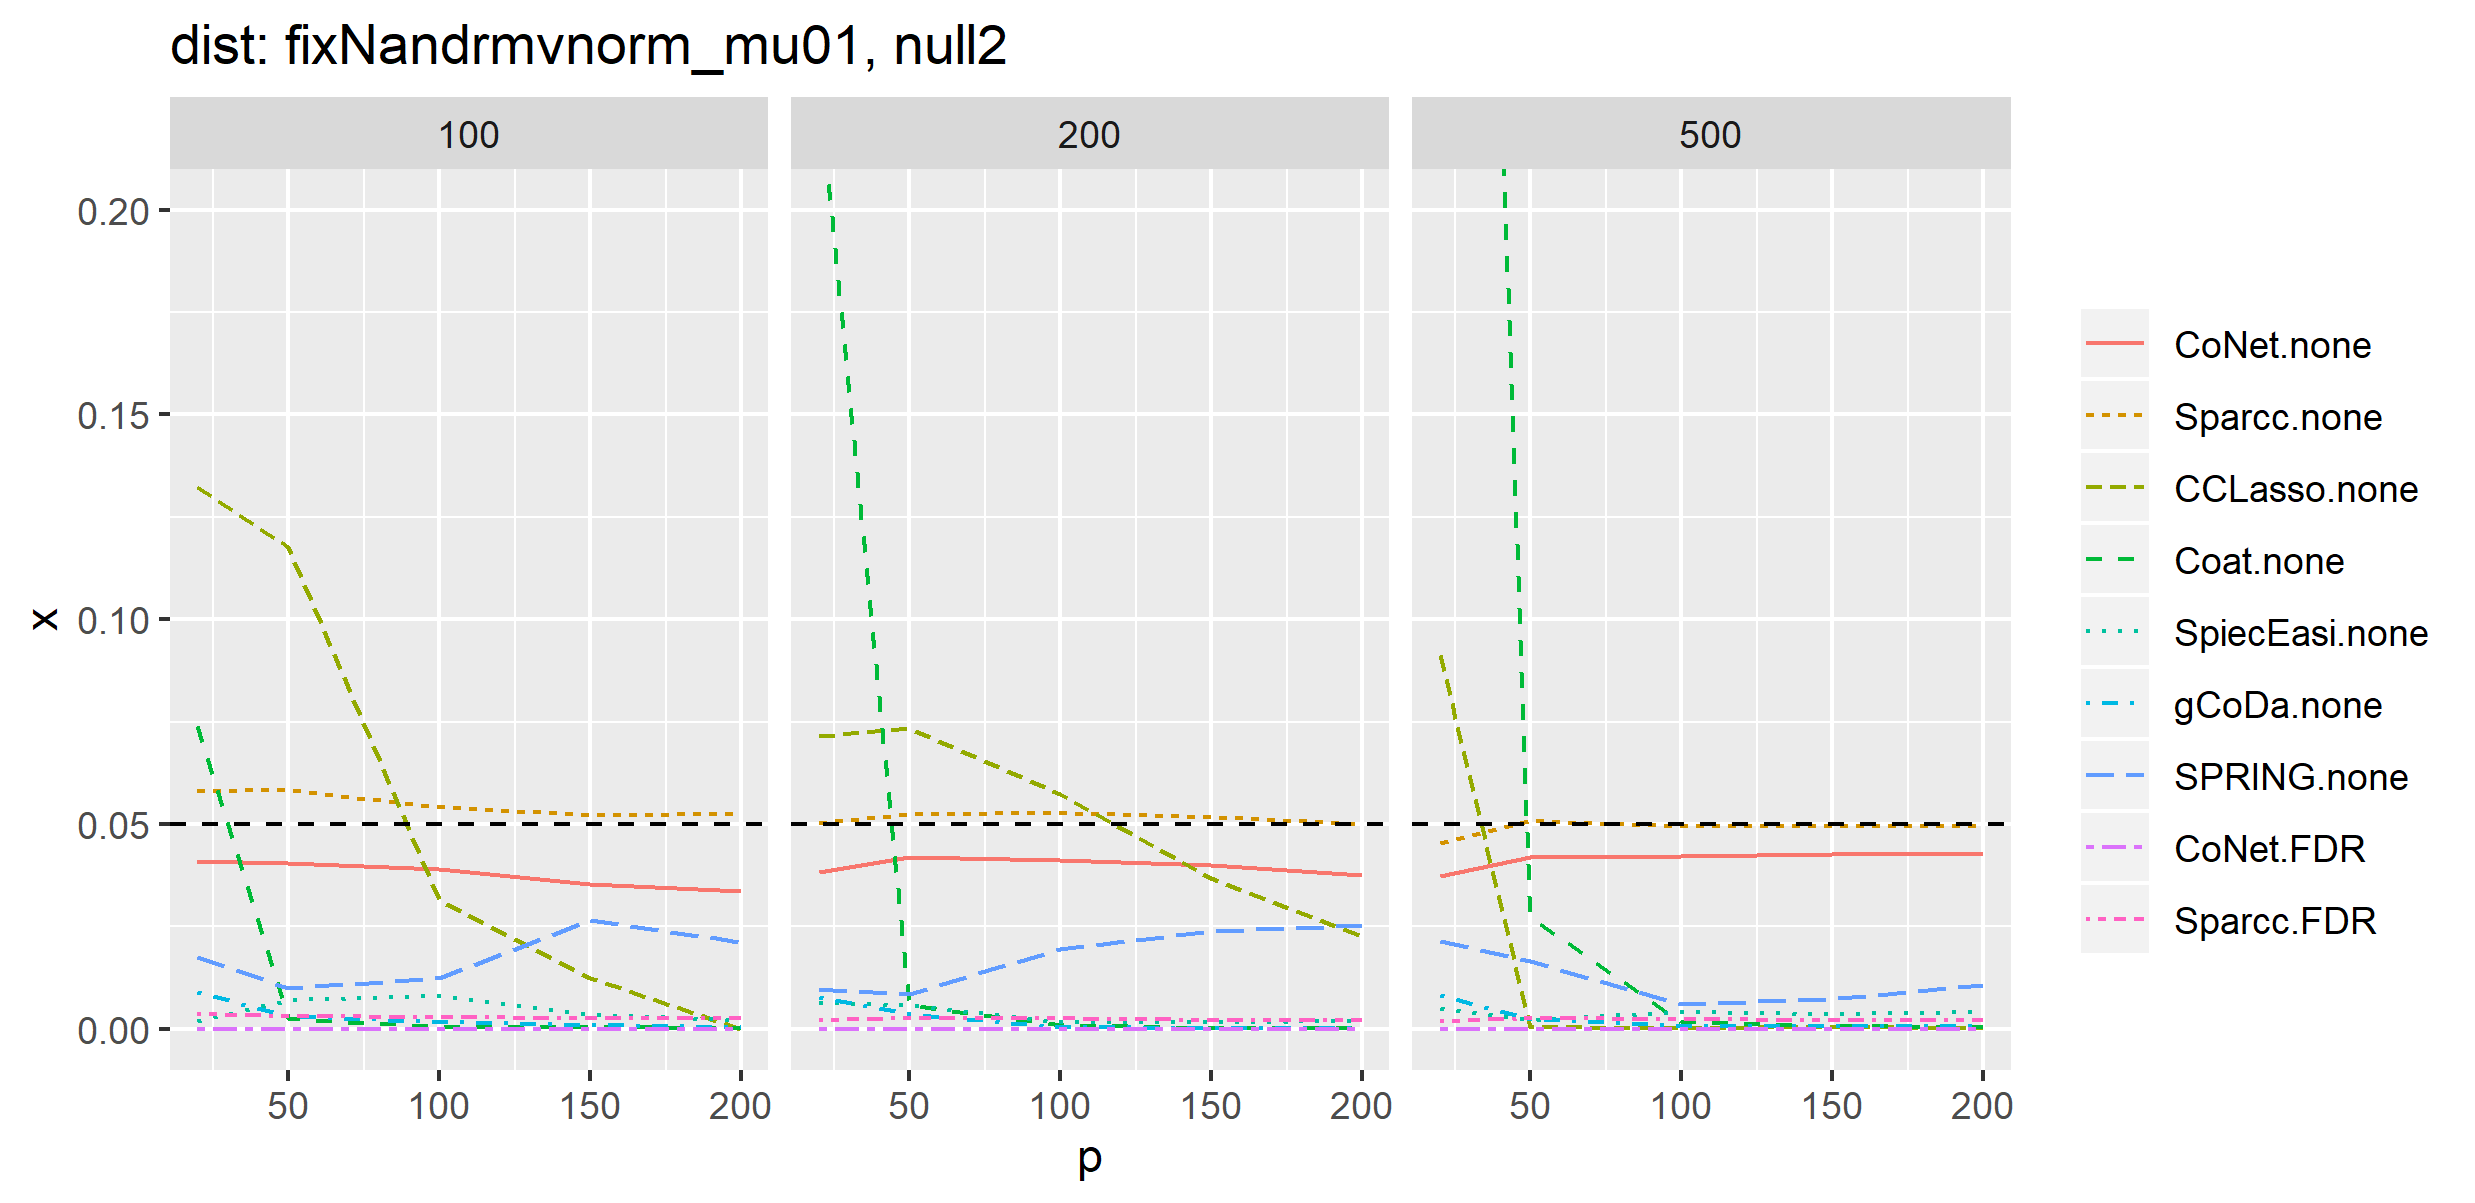 dist: fixNandrmvnorm_mu01, null2
100 200 500
0.20
0.15
0.10
0.05
0.00
x
50 100 150 200 50 100 150 200 50 100 150 200
p
CoNet.none
Sparcc.none
CCLasso.none
Coat.none
SpiecEasi.none
gCoDa.none
SPRING.none
CoNet.FDR
Sparcc.FDR